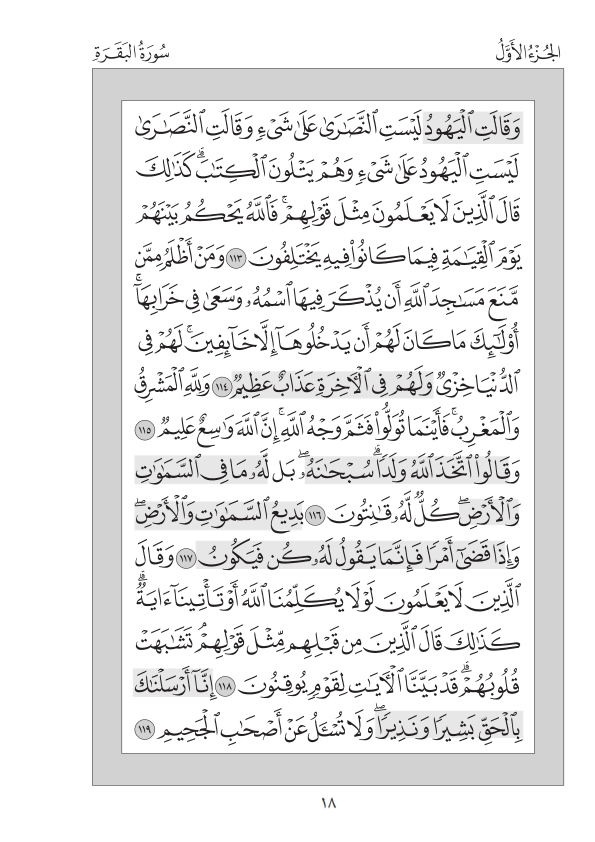 الجُزْءُ الأَوَّلُ
سُورَةُ البَقَرَةِ
وَقَالَتِ ٱلْيَهُودُ لَيْسَتِ ٱلنَّصَٰرَىٰ عَلَىٰ شَىْءٍ وَقَالَتِ ٱلنَّصَٰرَىٰ
لَيْسَتِ ٱلْيَهُودُ عَلَىٰ شَىْءٍ وَهُمْ يَتْلُونَ ٱلْكِتَٰبَۗ كَذَٰلِكَ
قَالَ ٱلَّذِينَ لَا يَعْلَمُونَ مِثْلَ قَوْلِهِمْۚ فَٱللَّهُ يَحْكُمُ بَيْنَهُمْ
يَوْمَ ٱلْقِيَٰمَةِ فِيمَا كَانُوا۟ فِيهِ يَخْتَلِفُونَ ١١٣ وَمَنْ أَظْلَمُ مِمَّن
مَّنَعَ مَسَٰجِدَ ٱللَّهِ أَن يُذْكَرَ فِيهَا ٱسْمُهُۥ وَسَعَىٰ فِى خَرَابِهَآۚ
أُو۟لَٰٓئِكَ مَا كَانَ لَهُمْ أَن يَدْخُلُوهَآ إِلَّا خَآئِفِينَۚ لَهُمْ فِى
ٱلدُّنْيَا خِزْىٌ وَلَهُمْ فِى ٱلْءَاخِرَةِ عَذَابٌ عَظِيمٌ ١١٤ وَلِلَّهِ ٱلْمَشْرِقُ
وَٱلْمَغْرِبُۚ فَأَيْنَمَا تُوَلُّوا۟ فَثَمَّ وَجْهُ ٱللَّهِۚ إِنَّ ٱللَّهَ وَٰسِعٌ عَلِيمٌ ١١٥
وَقَالُوا۟ ٱتَّخَذَ ٱللَّهُ وَلَدًاۗ سُبْحَٰنَهُۥۖ بَل لَّهُۥ مَا فِى ٱلسَّمَٰوَٰتِ
وَٱلْأَرْضِۖ كُلٌّ لَّهُۥ قَٰنِتُونَ ١١٦ بَدِيعُ ٱلسَّمَٰوَٰتِ وَٱلْأَرْضِۖ
وَإِذَا قَضَىٰٓ أَمْرًا فَإِنَّمَا يَقُولُ لَهُۥ كُن فَيَكُونُ ١١٧ وَقَالَ
ٱلَّذِينَ لَا يَعْلَمُونَ لَوْلَا يُكَلِّمُنَا ٱللَّهُ أَوْ تَأْتِينَآ ءَايَةٌۗ
كَذَٰلِكَ قَالَ ٱلَّذِينَ مِن قَبْلِهِم مِّثْلَ قَوْلِهِمْۘ تَشَٰبَهَتْ
قُلُوبُهُمْۗ قَدْ بَيَّنَّا ٱلْءَايَٰتِ لِقَوْمٍ يُوقِنُونَ ١١٨ إِنَّآ أَرْسَلْنَٰكَ
بِٱلْحَقِّ بَشِيرًا وَنَذِيرًاۖ وَلَا تُسْـَٔلُ عَنْ أَصْحَٰبِ ٱلْجَحِيمِ ١١٩
١٨